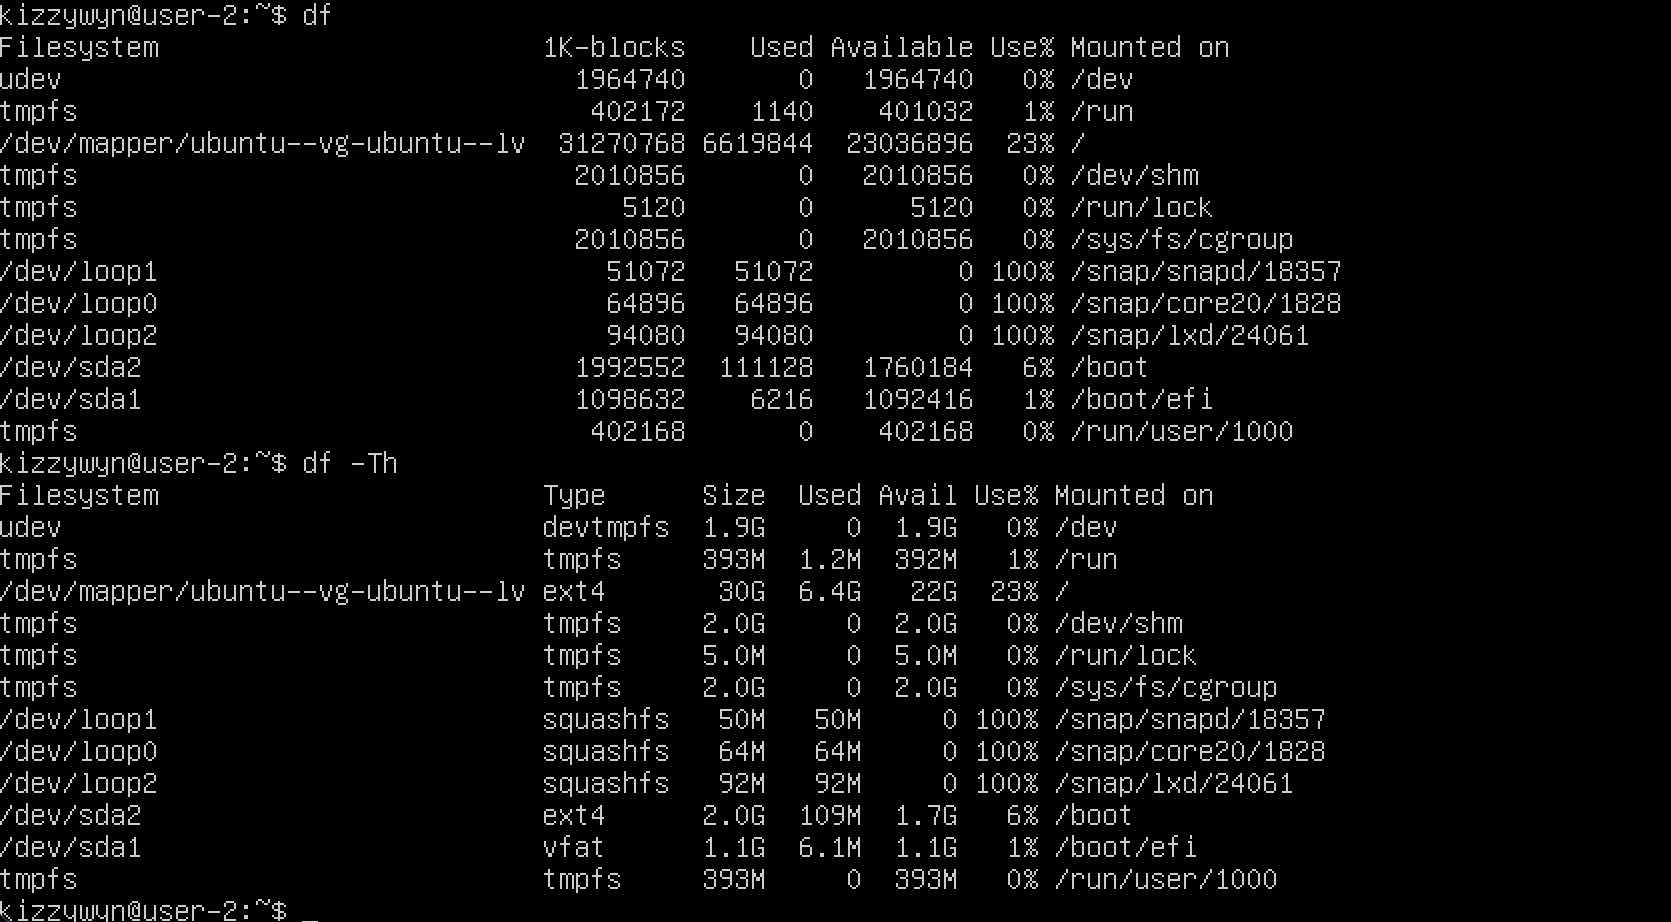 kizzywyn@user-2:~$ df
Filesystem                        1K-blocks    Used Available Use% Mounted on
udev                                1964740       0   1964740   0% /dev
tmpfs                                402172    1140    401032   1% /run
/dev/mapper/ubuntu--vg-ubuntu--lv  31270768 6619844  23036896  23% /
tmpfs                               2010856       0   2010856   0% /dev/shm
tmpfs                                  5120       0      5120   0% /run/lock
tmpfs                               2010856       0   2010856   0% /sys/fs/cgroup
/dev/loop1                            51072   51072         0 100% /snap/snapd/18357
/dev/loop0                            64896   64896         0 100% /snap/core20/1828
/dev/loop2                            94080   94080         0 100% /snap/lxd/24061
/dev/sda2                           1992552  111128   1760184   6% /boot
/dev/sda1                           1098632    6216   1092416   1% /boot/efi
tmpfs                                402168       0    402168   0% /run/user/1000
kizzywyn@user-2:~$ df -Th
Filesystem                        Type      Size  Used Avail Use% Mounted on
udev                              devtmpfs  1.9G     0  1.9G   0% /dev
tmpfs                             tmpfs     393M  1.2M  392M   1% /run
/dev/mapper/ubuntu--vg-ubuntu--lv ext4       30G  6.4G   22G  23% /
tmpfs                             tmpfs     2.0G     0  2.0G   0% /dev/shm
tmpfs                             tmpfs     5.0M     0  5.0M   0% /run/lock
tmpfs                             tmpfs     2.0G     0  2.0G   0% /sys/fs/cgroup
/dev/loop1                        squashfs   50M   50M     0 100% /snap/snapd/18357
/dev/loop0                        squashfs   64M   64M     0 100% /snap/core20/1828
/dev/loop2                        squashfs   92M   92M     0 100% /snap/lxd/24061
/dev/sda2                         ext4      2.0G  109M  1.7G   6% /boot
/dev/sda1                         vfat      1.1G  6.1M  1.1G   1% /boot/efi
tmpfs                             tmpfs     393M     0  393M   0% /run/user/1000
kizzywyn@user-2:~$ _